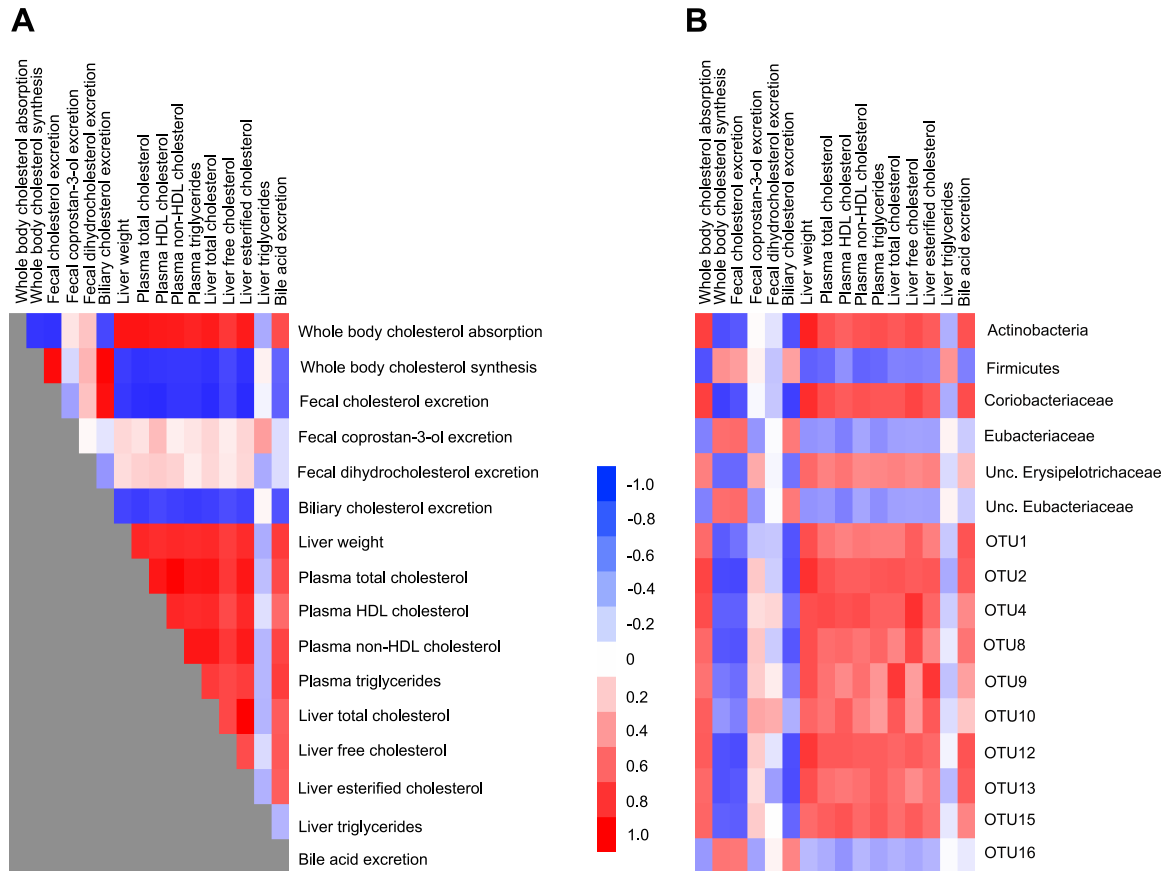 A
B
Whole body cholesterol absorption
Whole body cholesterol synthesis
Fecal cholesterol excretion
Fecal coprostan-3-ol excretion
Fecal dihydrocholesterol excretion
Biliary cholesterol excretion
Liver weight
Plasma total cholesterol
Plasma HDL cholesterol
Plasma non-HDL cholesterol
Plasma triglycerides
Liver total cholesterol
Liver free cholesterol
Liver esterified cholesterol
Liver triglycerides
Bile acid excretion
Whole body cholesterol absorption
Whole body cholesterol synthesis
Fecal cholesterol excretion
Fecal coprostan-3-ol excretion
Fecal dihydrocholesterol excretion
Biliary cholesterol excretion
Liver weight
Plasma total cholesterol
Plasma HDL cholesterol
Plasma non-HDL cholesterol
Plasma triglycerides
Liver total cholesterol
Liver free cholesterol
Liver esterified cholesterol
Liver triglycerides
Bile acid excretion
Whole body cholesterol absorption
Whole body cholesterol synthesis
Fecal cholesterol excretion
Fecal coprostan-3-ol excretion
Fecal dihydrocholesterol excretion
Biliary cholesterol excretion
Liver weight
Plasma total cholesterol
Plasma HDL cholesterol
Plasma non-HDL cholesterol
Plasma triglycerides
Liver total cholesterol
Liver free cholesterol
Liver esterified cholesterol
Liver triglycerides
Bile acid excretion
-1.0
-0.8
-0.6
-0.4
-0.2
0
0.2
0.4
0.6
0.8
1.0
Actinobacteria
Firmicutes
Coriobacteriaceae
Eubacteriaceae
Unc. Erysipelotrichaceae
Unc. Eubacteriaceae
OTU1
OTU2
OTU4
OTU8
OTU9
OTU10
OTU12
OTU13
OTU15
OTU16